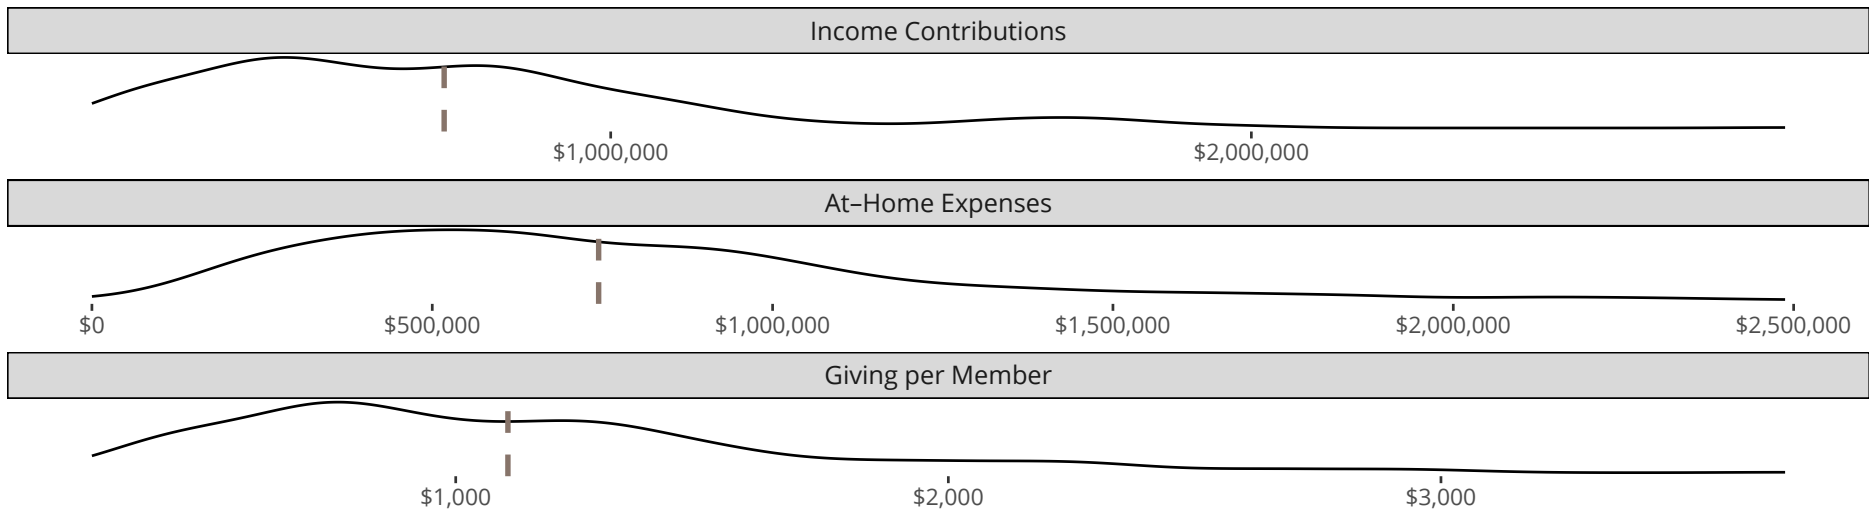 Income Contributions
$1,000,000 $2,000,000
At–Home Expenses
$0 $500,000 $1,000,000 $1,500,000 $2,000,000 $2,500,000
Giving per Member
$1,000 $2,000 $3,000